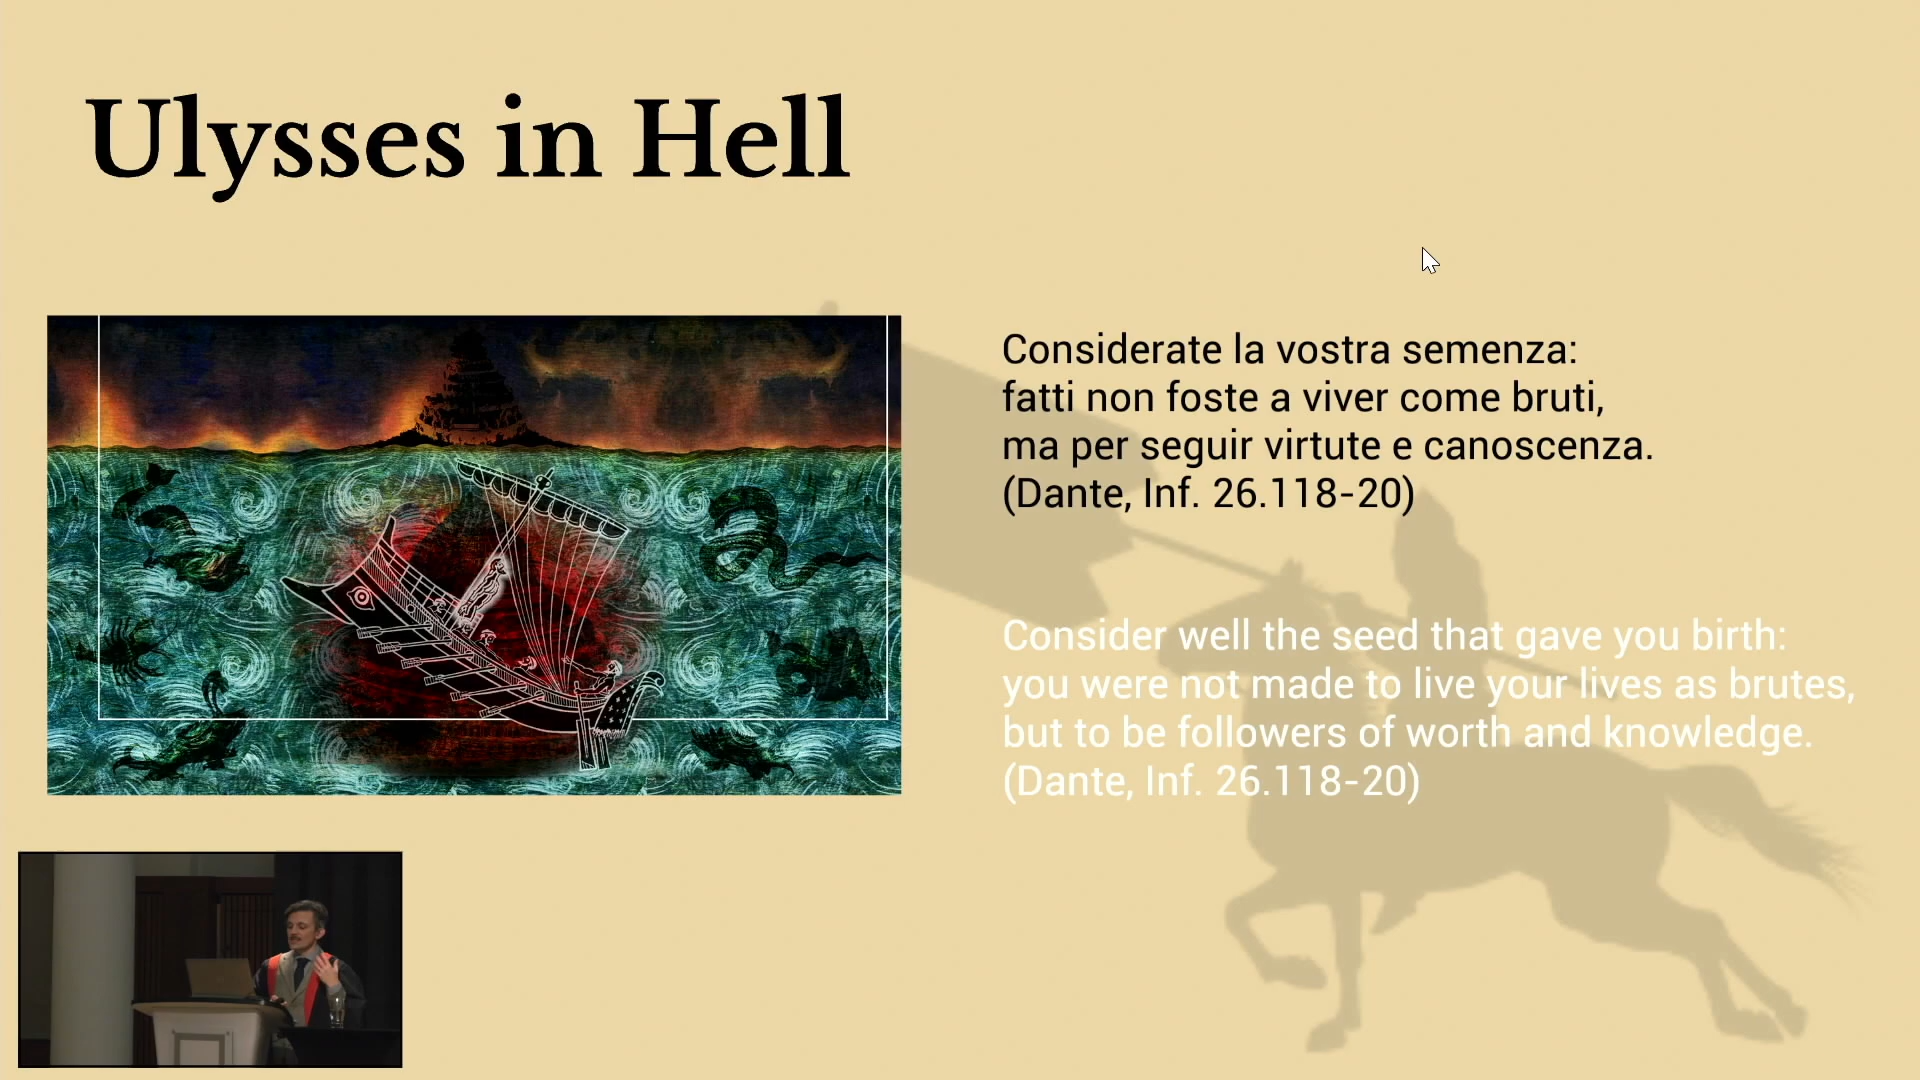 Ulysses in Hell
Considerate la vostra semenza:
fatti non foste a viver come bruti,
ma per seguir virtute e canoscenza.
(Dante, Inf. 26.118-20)
Consider well the seed that gave you birth:
you were not made to live your lives as brutes,
but to be followers of worth and knowledge.
(Dante, Inf. 26.118-20)